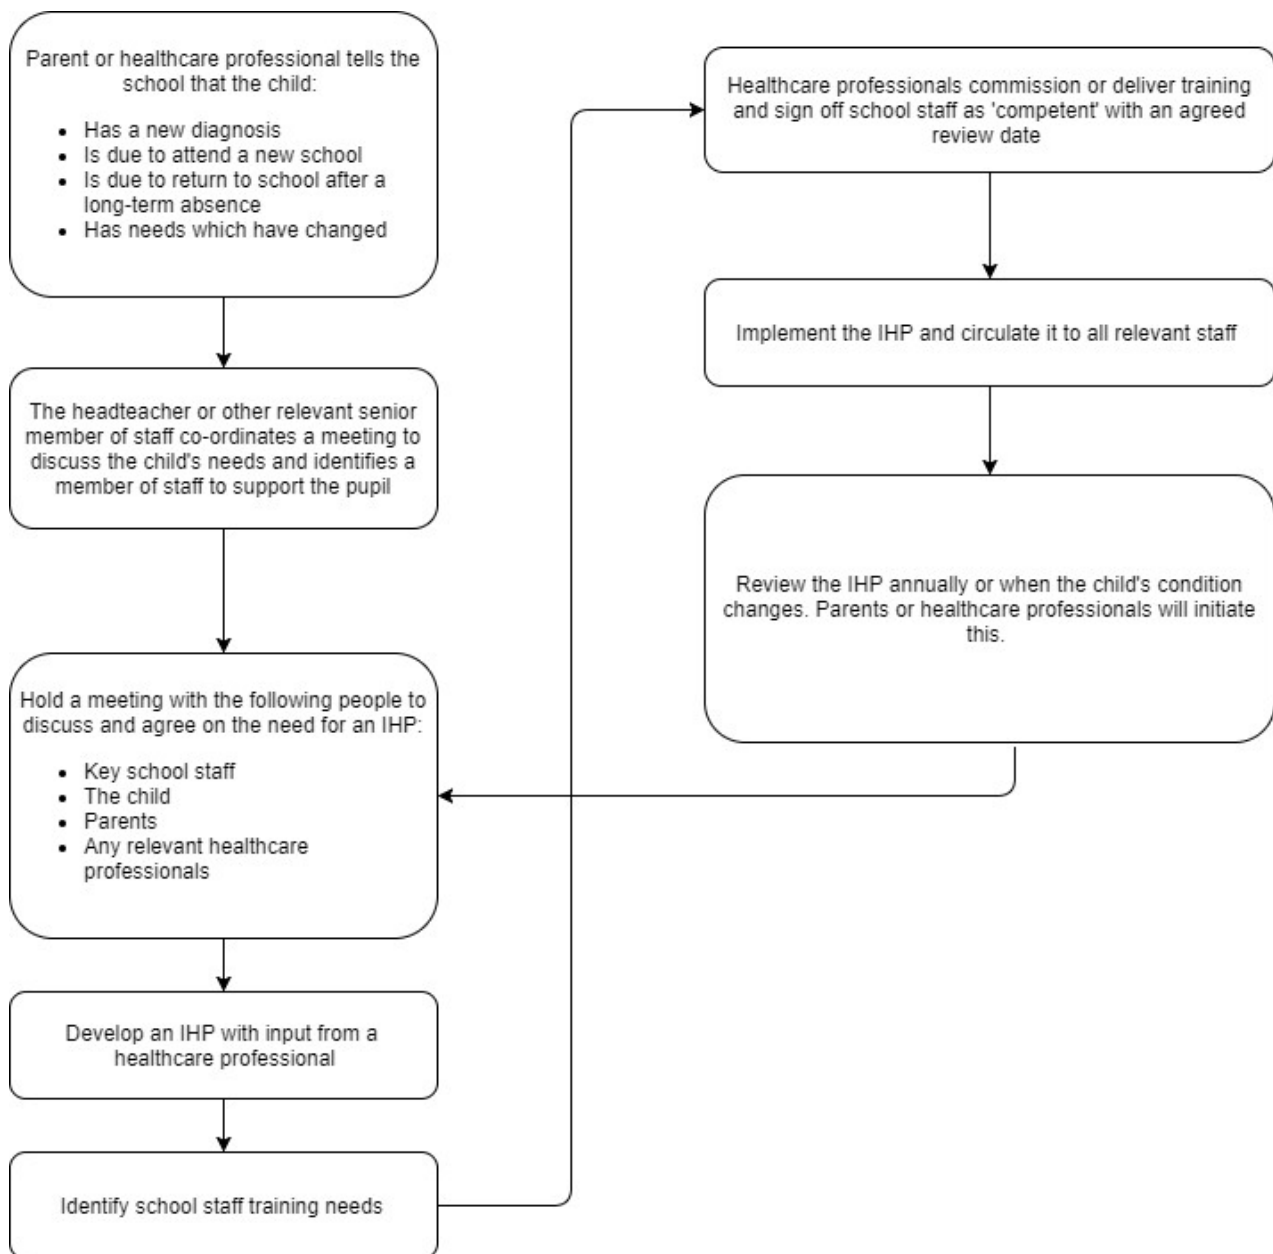 Parent or healthcare professional tells the
school that the child:
• Has a new diagnosis
• Is due to attend a new school
• Is due to return to school after a
long-term absence
• Has needs which have changed
The headteacher or other relevant senior
member of staff co-ordinates a meeting to
discuss the child's needs and identifies a
member of staff to support the pupil
Hold a meeting with the following people to
discuss and agree on the need for an IHP:
• Key school staff
• The child
• Parents
• Any relevant healthcare
professionals
Develop an IHP with input from a
healthcare professional
Identify school staff training needs
Healthcare professionals commission or deliver training
and sign off school staff as 'competent' with an agreed
review date
Implement the IHP and circulate it to all relevant staff
Review the IHP annually or when the child's condition
changes. Parents or healthcare professionals will initiate
this.